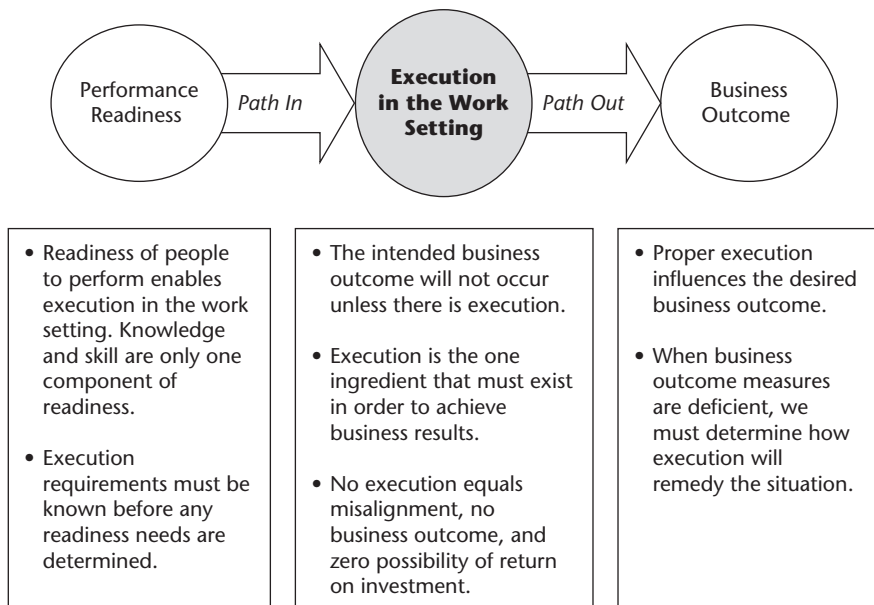 Performance
Readiness
Path In
Execution
in the Work
Setting
Path Out
Business
Outcome
• Readiness of people
to perform enables
execution in the work
setting. Knowledge
and skill are only one
component of
readiness.
• Execution
requirements must be
known before any
readiness needs are
determined.
• The intended business
outcome will not occur
unless there is execution.
• Execution is the one
ingredient that must exist
in order to achieve
business results.
• No execution equals
misalignment, no
business outcome, and
zero possibility of return
on investment.
• Proper execution
influences the desired
business outcome.
• When business
outcome measures
are deficient, we
must determine how
execution will
remedy the situation.